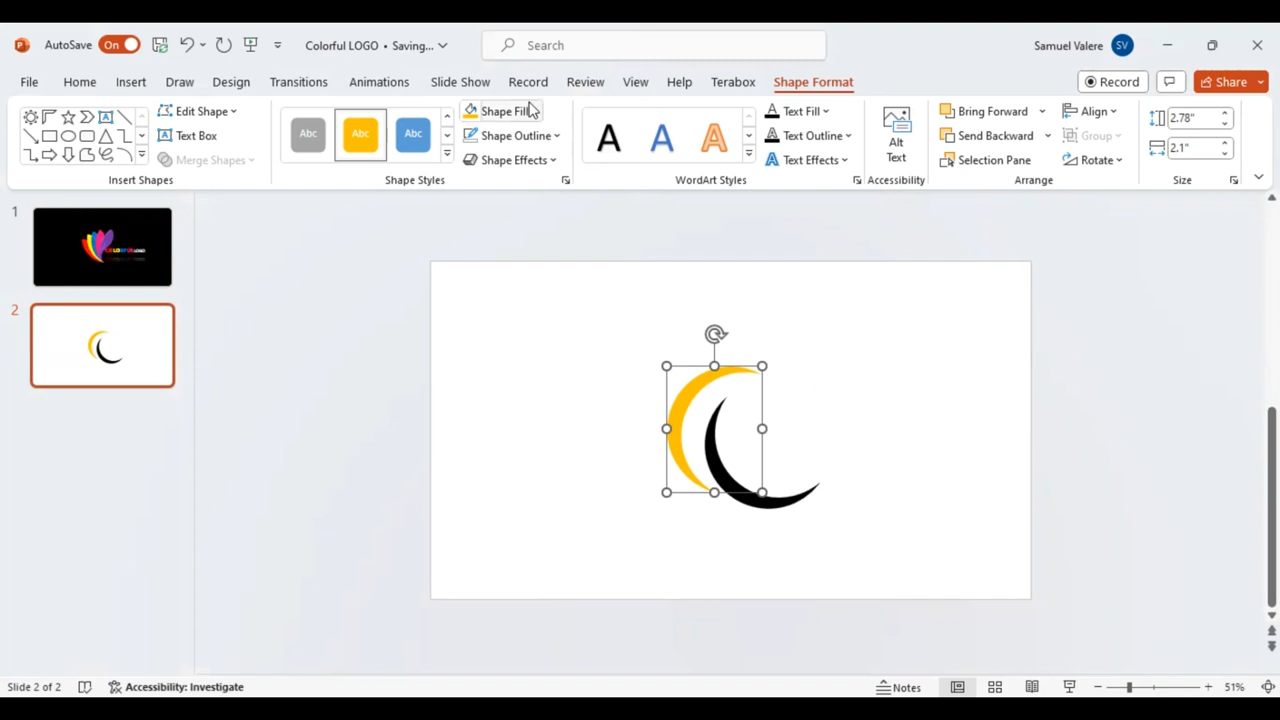 AutoSave On Colorful LOGO • Saving... Search Samuel Valere SV
File Home Insert Draw Design Transitions Animations Slide Show Record Review View Help Terabox Shape Format Record Share
Edit Shape
Text Box
Merge Shapes
Insert Shapes
Abc Abc Abc
Shape Fill
Shape Outline
Shape Effects
Shape Styles
A A A
Text Fill
Text Outline
Text Effects
WordArt Styles
Alt
Text
Accessibility
Bring Forward
Send Backward
Selection Pane
Align
Group
Rotate
Arrange
2.78"
2.1"
Size
1
2
Slide 2 of 2 Accessibility: Investigate Notes 51%